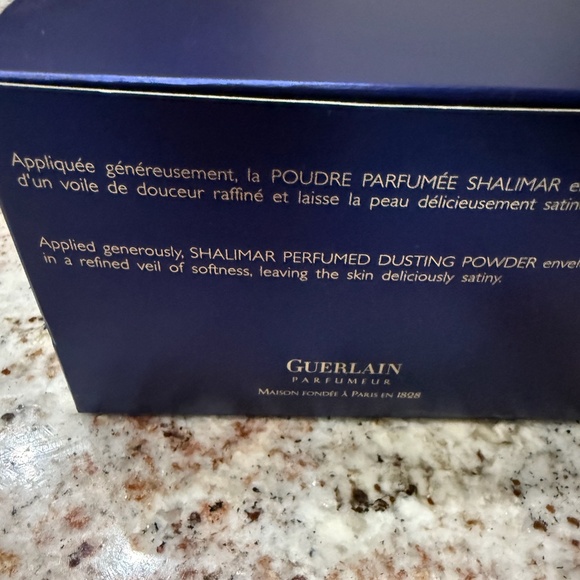 Appliquée généreusement, la POUDRE PARFUMÉE SHALIMAR
d'un voile de douceur raffiné et laisse la peau délicieusement
Applied generously, SHALIMAR PERFUMED DUSTING POWDER
in a refined veil of softness, leaving the skin deliciously satiny.
GUERLAIN
PARFUMEUR
MAISON FONDÉE À PARIS EN 1828